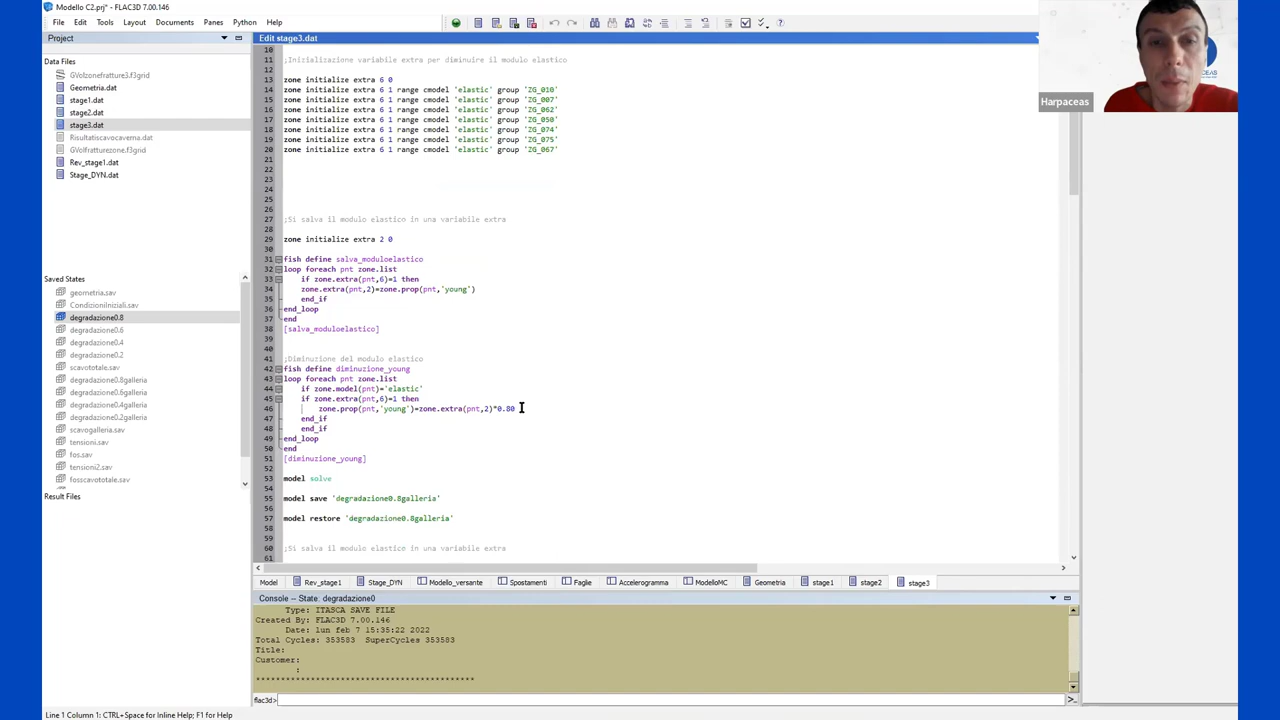 Modello C2.prj* - FLAC3D 7.00.146
File Edit Tools Layout Documents Panes Python Help
Project
Data Files
GVolzonefratture3.f3grid
Geometria.dat
stage1.dat
stage2.dat
stage3.dat
Risultatiscavocaverna.dat
GVolfratturezone.f3grid
Rev_stage1.dat
Stage_DYN.dat
Saved States
geometria.sav
CondizioniIniziali.sav
degradazione0.8
degradazione0.6
degradazione0.4
degradazione0.2
scavototale.sav
degradazione0.8galleria
degradazione0.6galleria
degradazione0.4galleria
degradazione0.2galleria
scavogalleria.sav
tensioni.sav
fos.sav
tensioni2.sav
fosscavototale.sav
Result Files
Edit stage3.dat
10
11 ;Inizializzazione variabile extra per diminuire il modulo elastico
12
13 zone initialize extra 6 0
14 zone initialize extra 6 1 range cmodel 'elastic' group 'ZG_010'
15 zone initialize extra 6 1 range cmodel 'elastic' group 'ZG_007'
16 zone initialize extra 6 1 range cmodel 'elastic' group 'ZG_062'
17 zone initialize extra 6 1 range cmodel 'elastic' group 'ZG_050'
18 zone initialize extra 6 1 range cmodel 'elastic' group 'ZG_074'
19 zone initialize extra 6 1 range cmodel 'elastic' group 'ZG_075'
20 zone initialize extra 6 1 range cmodel 'elastic' group 'ZG_067'
21
22
23
24
25
26
27 ;Si salva il modulo elastico in una variabile extra
28
29 zone initialize extra 2 0
30
31 fish define salva_moduloelastico
32 loop foreach pnt zone.list
33 if zone.extra(pnt,6)=1 then
34 zone.extra(pnt,2)=zone.prop(pnt,'young')
35 end_if
36 end_loop
37 end
38 [salva_moduloelastico]
39
40
41 ;Diminuzione del modulo elastico
42 fish define diminuzione_young
43 loop foreach pnt zone.list
44 if zone.model(pnt)='elastic'
45 if zone.extra(pnt,6)=1 then
46 zone.prop(pnt,'young')=zone.extra(pnt,2)*0.80
47 end_if
48 end_if
49 end_loop
50 end
51 [diminuzione_young]
52
53 model solve
54
55 model save 'degradazione0.8galleria'
56
57 model restore 'degradazione0.8galleria'
58
59
60 ;Si salva il modulo elastico in una variabile extra
61
Model Rev_stage1 Stage_DYN Modello_versante Spostamenti Faglie Accelerogramma ModelloMC Geometria stage1 stage2 stage3
Console -- State: degradazione0
Type: ITASCA SAVE FILE
Created By: FLAC3D 7.00.146
Date: lun feb 7 15:35:22 2022
Total Cycles: 353583 SuperCycles 353583
Title:
Customer:
:
********************************************
flac3d>
Line 1 Column 1: CTRL+Space for Inline Help; F1 for Help
Harpaceas